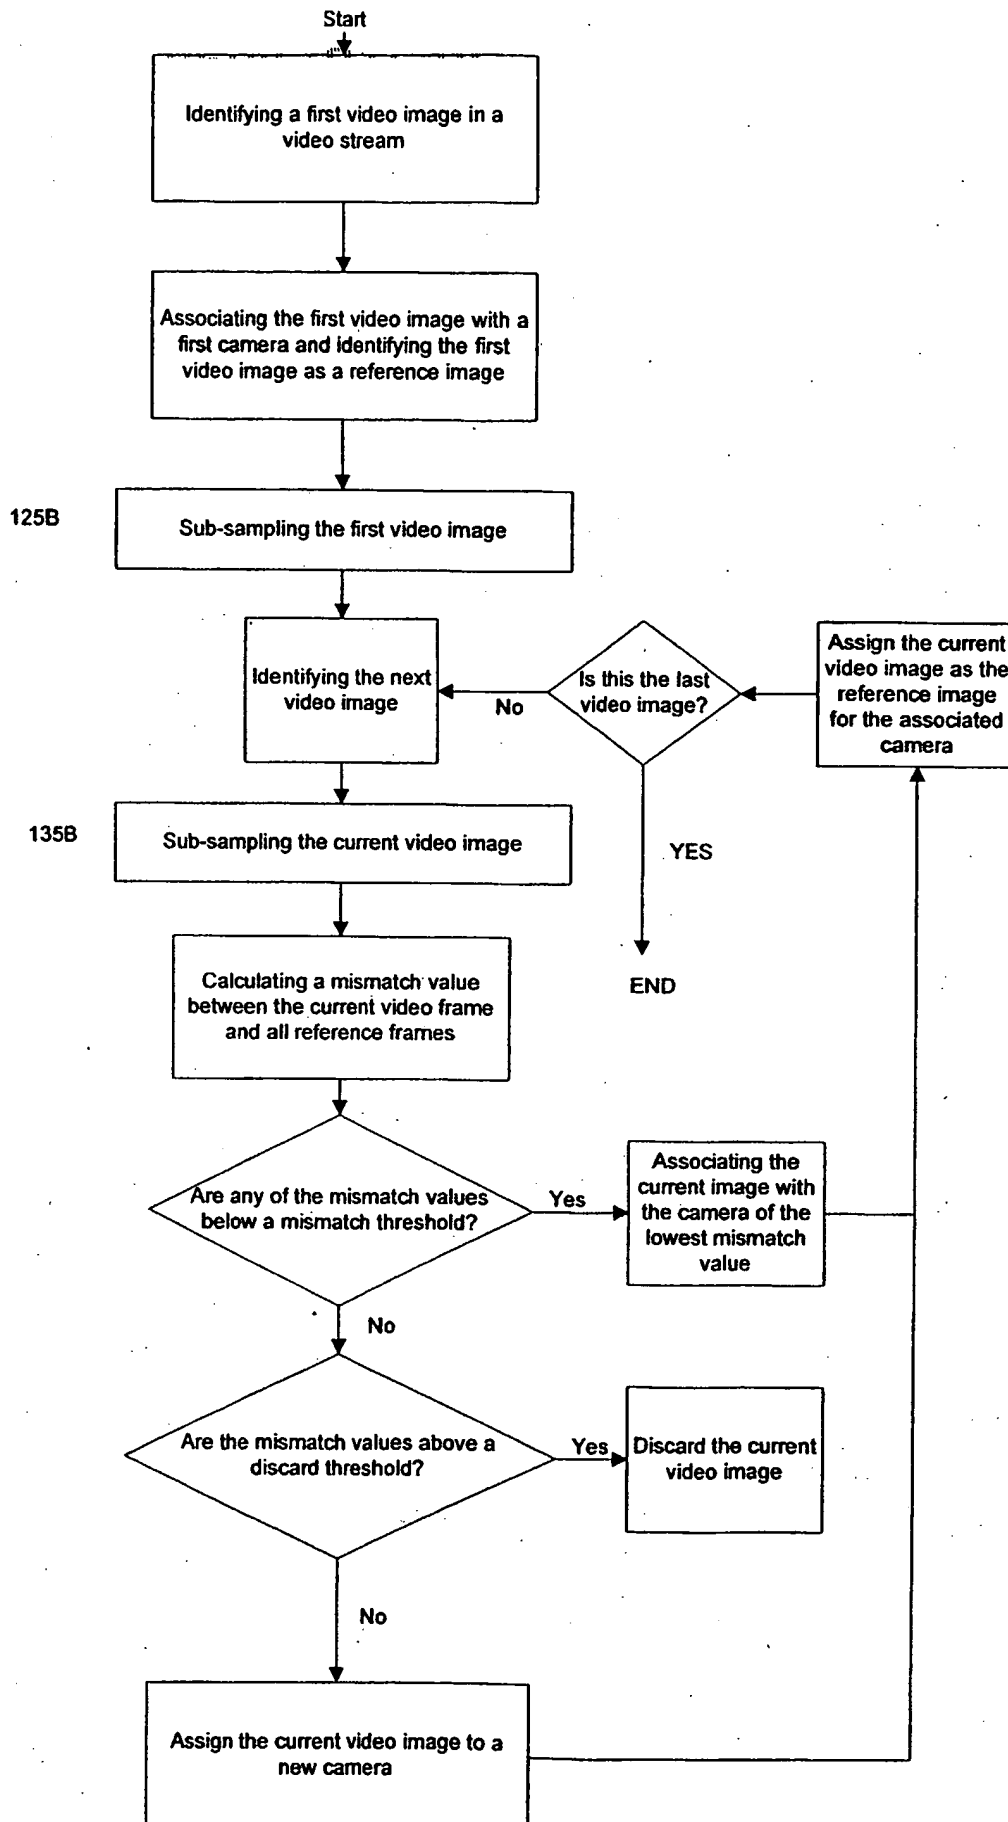 Start
Identifying a first video image in a
video stream
Associating the first video image with a
first camera and identifying the first
video image as a reference image
125B
Sub-sampling the first video image
Identifying the next
video image
No
Is this the last
video image?
Assign the current
video image as the
reference image
for the associated
camera
135B
Sub-sampling the current video image
YES
END
Calculating a mismatch value
between the current video frame
and all reference frames
Are any of the mismatch values
below a mismatch threshold?
Yes
Associating the
current image with
the camera of the
lowest mismatch
value
No
Are the mismatch values above a
discard threshold?
Yes
Discard the current
video image
No
Assign the current video image to a
new camera